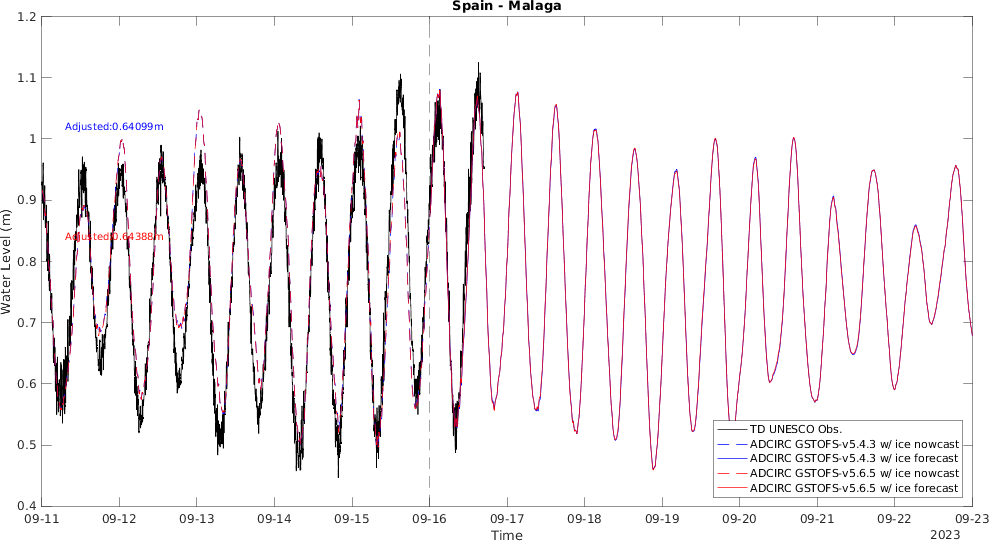 Spain - Malaga
1.2
1.1
1
0.9
0.8
0.7
0.6
0.5
0.4
Water Level (m)
Adjusted:0.64099m
Adjusted:0.64388m
TD UNESCO Obs.
ADCIRC GSTOFS-v5.4.3 w/ ice nowcast
ADCIRC GSTOFS-v5.4.3 w/ ice forecast
ADCIRC GSTOFS-v5.6.5 w/ ice nowcast
ADCIRC GSTOFS-v5.6.5 w/ ice forecast
09-11 09-12 09-13 09-14 09-15 09-16 09-17 09-18 09-19 09-20 09-21 09-22 09-23
Time
2023